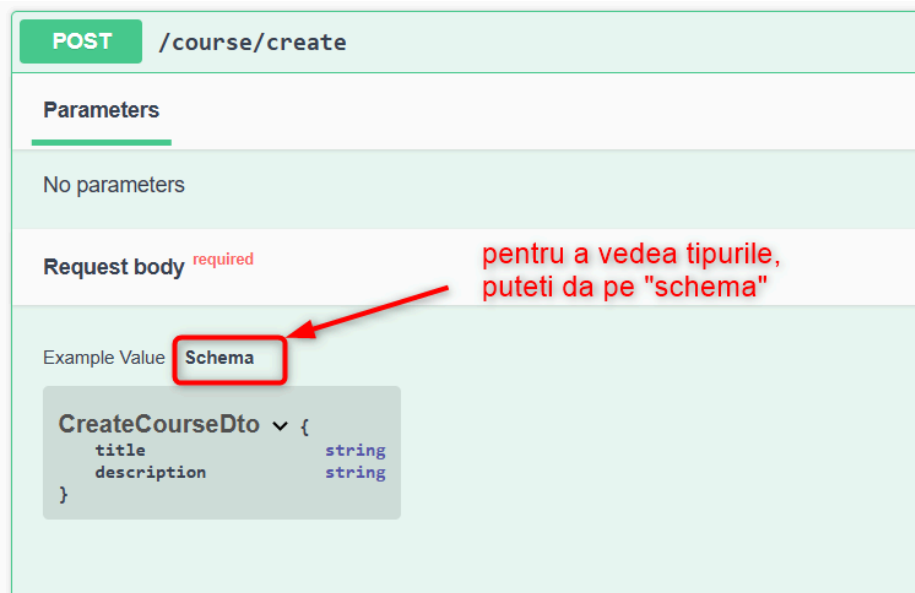 POST /course/create
Parameters
No parameters
Request body required
pentru a vedea tipurile,
puteti da pe "schema"
Example Value Schema
CreateCourseDto {
title string
description string
}